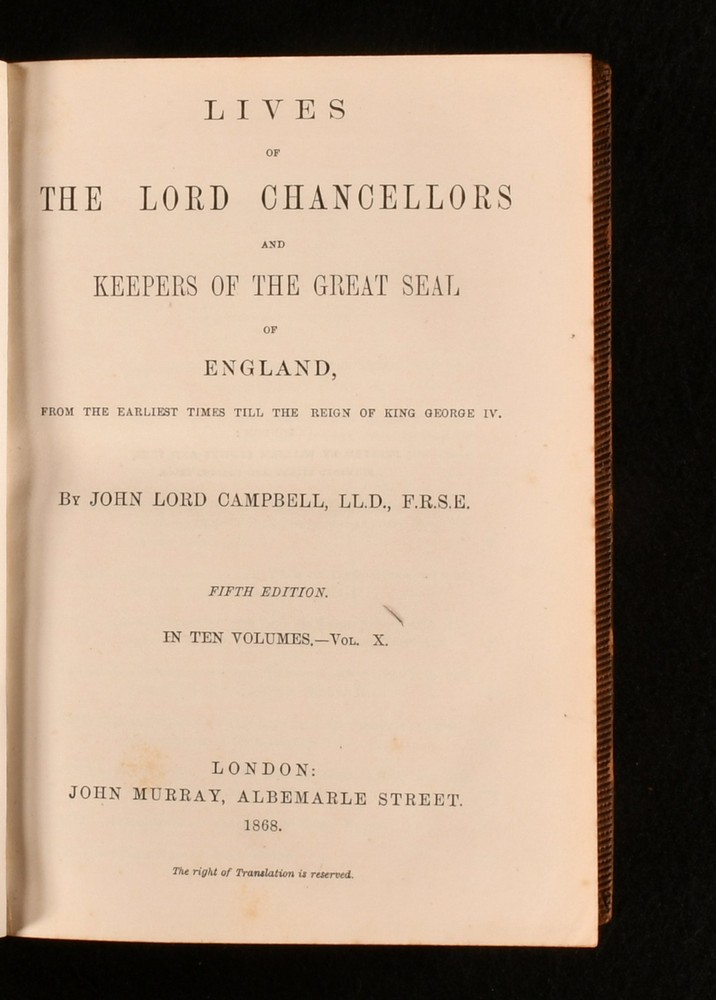 LIVES
OF
THE LORD CHANCELLORS
AND
KEEPERS OF THE GREAT SEAL
OF
ENGLAND,
FROM THE EARLIEST TIMES TILL THE REIGN OF KING GEORGE IV.
BY JOHN LORD CAMPBELL, LL.D., F.R.S.E.
FIFTH EDITION.
IN TEN VOLUMES.—VOL. X.
LONDON:
JOHN MURRAY, ALBEMARLE STREET.
1868.
The right of Translation is reserved.